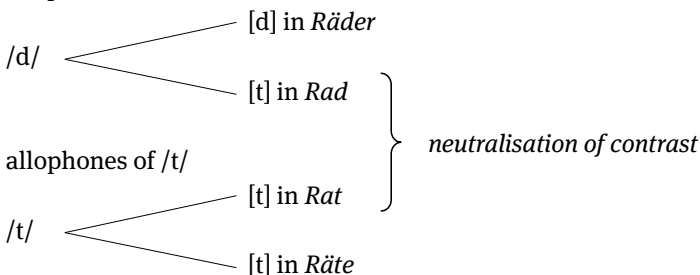 [d] in Räder
/d/
[t] in Rad
neutralisation of contrast
allophones of /t/
[t] in Rat
/t/
[t] in Räte